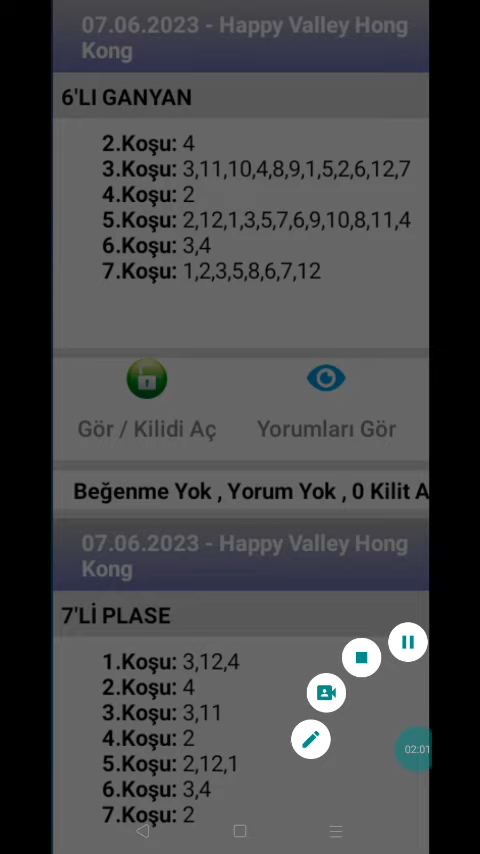 07.06.2023 - Happy Valley Hong
Kong
6'LI GANYAN
2.Koşu: 4
3.Koşu: 3,11,10,4,8,9,1,5,2,6,12,7
4.Koşu: 2
5.Koşu: 2,12,1,3,5,7,6,9,10,8,11,4
6.Koşu: 3,4
7.Koşu: 1,2,3,5,8,6,7,12
Gör / Kilidi Aç Yorumları Gör
Beğenme Yok , Yorum Yok , 0 Kilit A
07.06.2023 - Happy Valley Hong
Kong
7'Lİ PLASE
1.Koşu: 3,12,4
2.Koşu: 4
3.Koşu: 3,11
4.Koşu: 2
5.Koşu: 2,12,1
02:01
6.Koşu: 3,4
7.Koşu: 2